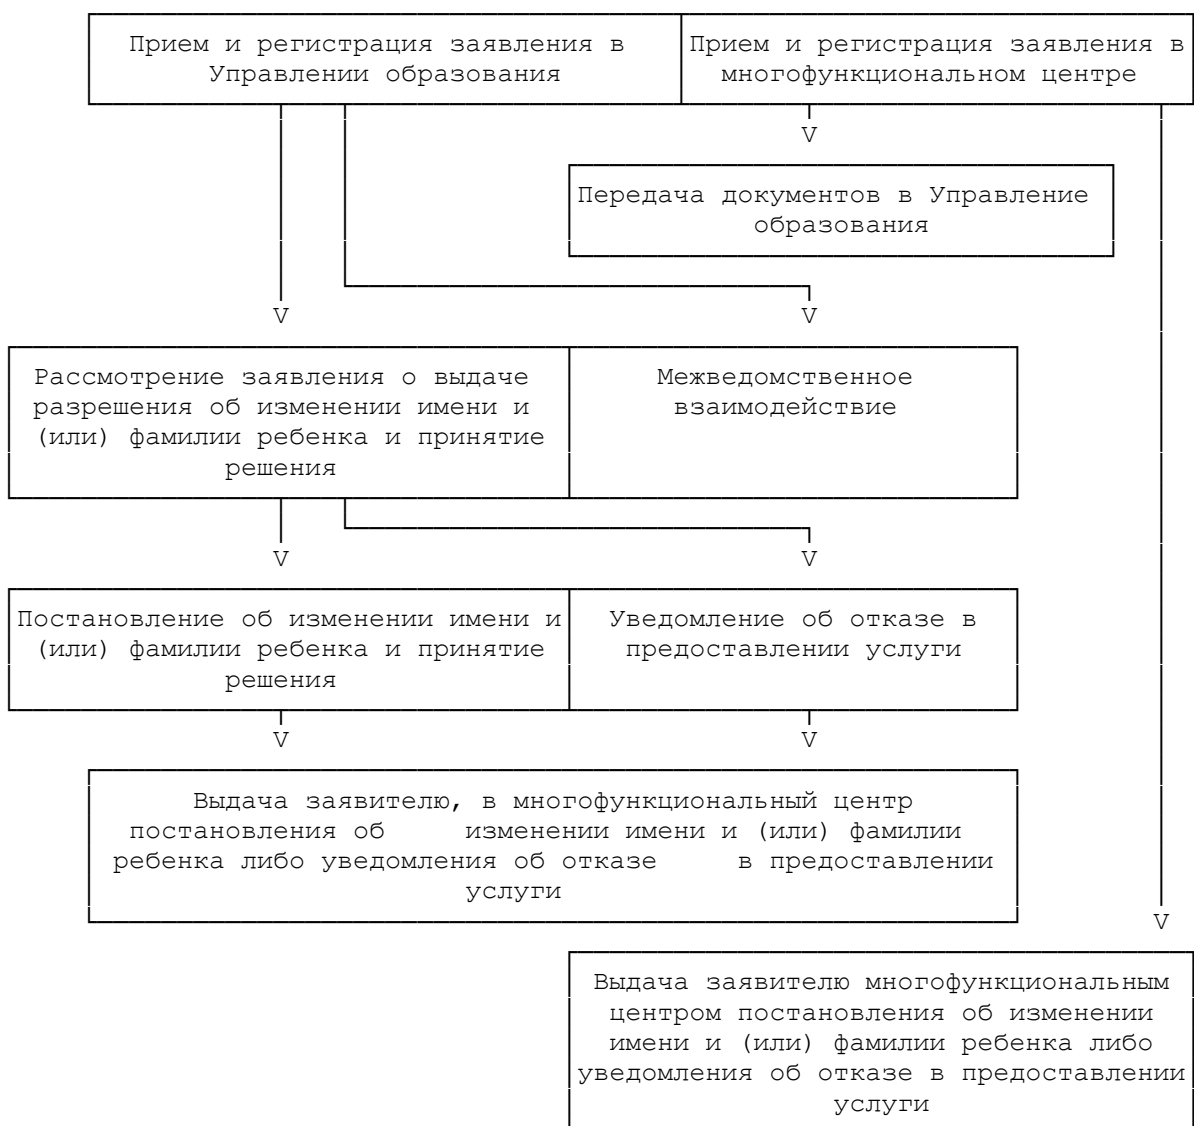 Прием и регистрация заявления в
Управлении образования
Прием и регистрация заявления в
многофункциональном центре
V
Передача документов в Управление
образования
V
V
Рассмотрение заявления о выдаче
разрешения об изменении имени и
(или) фамилии ребенка и принятие
решения
Межведомственное
взаимодействие
V
V
Постановление об изменении имени и
(или) фамилии ребенка и принятие
решения
Уведомление об отказе в
предоставлении услуги
V
V
Выдача заявителю, в многофункциональный центр
постановления об изменении имени и (или) фамилии
ребенка либо уведомления об отказе в предоставлении
услуги
V
Выдача заявителю многофункциональным
центром постановления об изменении
имени и (или) фамилии ребенка либо
уведомления об отказе в предоставлении
услуги